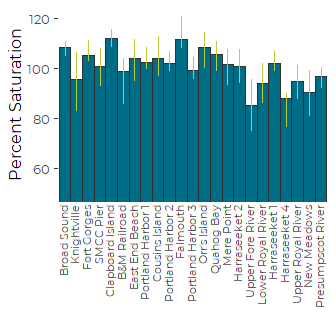 120
100
80
60
Percent Saturation
Broad Sound
Knightville
Fort Gorges
SMCC Pier
Clapboard Island
B&M Railroad
East End Beach
Portland Harbor 1
Cousins Island
Portland Harbor 2
Falmouth
Portland Harbor 3
Orrs Island
Quahog Bay
Mere Point
Harraseeket 2
Upper Fore River
Lower Royal River
Harraseeket 1
Harraseeket 4
Upper Royal River
New Meadows
Presumpscot River